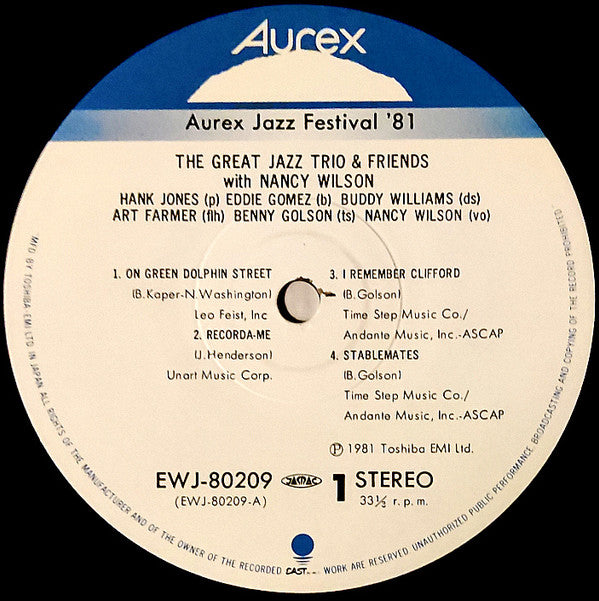 Aurex
Aurex Jazz Festival '81
THE GREAT JAZZ TRIO & FRIENDS
with NANCY WILSON
HANK JONES (p) EDDIE GOMEZ (b) BUDDY WILLIAMS (ds)
ART FARMER (flh) BENNY GOLSON (ts) NANCY WILSON (vo)
1. ON GREEN DOLPHIN STREET
(B.Kaper-N.Washington)
Leo Feist, Inc
2. RECORDA-ME
(J.Henderson)
Unart Music Corp.
3. I REMEMBER CLIFFORD
(B.Golson)
Time Step Music Co./
Andante Music, Inc.-ASCAP
4. STABLEMATES
(B.Golson)
Time Step Music Co./
Andante Music, Inc.-ASCAP
Ⓟ 1981 Toshiba EMI Ltd.
EWJ-80209 JASRAC 1 STEREO
(EWJ-80209-A) 33⅓ r.p.m.
MFD BY TOSHIBA EMI LTD IN JAPAN ALL RIGHTS OF THE MANUFACTURER AND OF THE OWNER OF THE RECORDED WORK ARE RESERVED. UNAUTHORIZED PUBLIC PERFORMANCE BROADCASTING AND COPYING OF THE RECORD PROHIBITED.
EAST